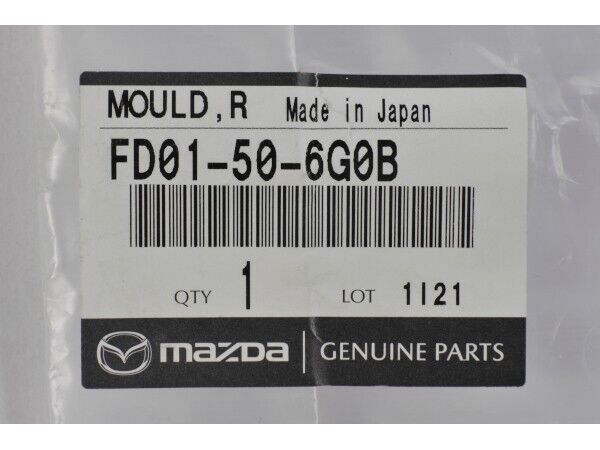 MOULD,R Made in Japan
FD01-50-6G0B
QTY 1 LOT 1I21
mazda GENUINE PARTS